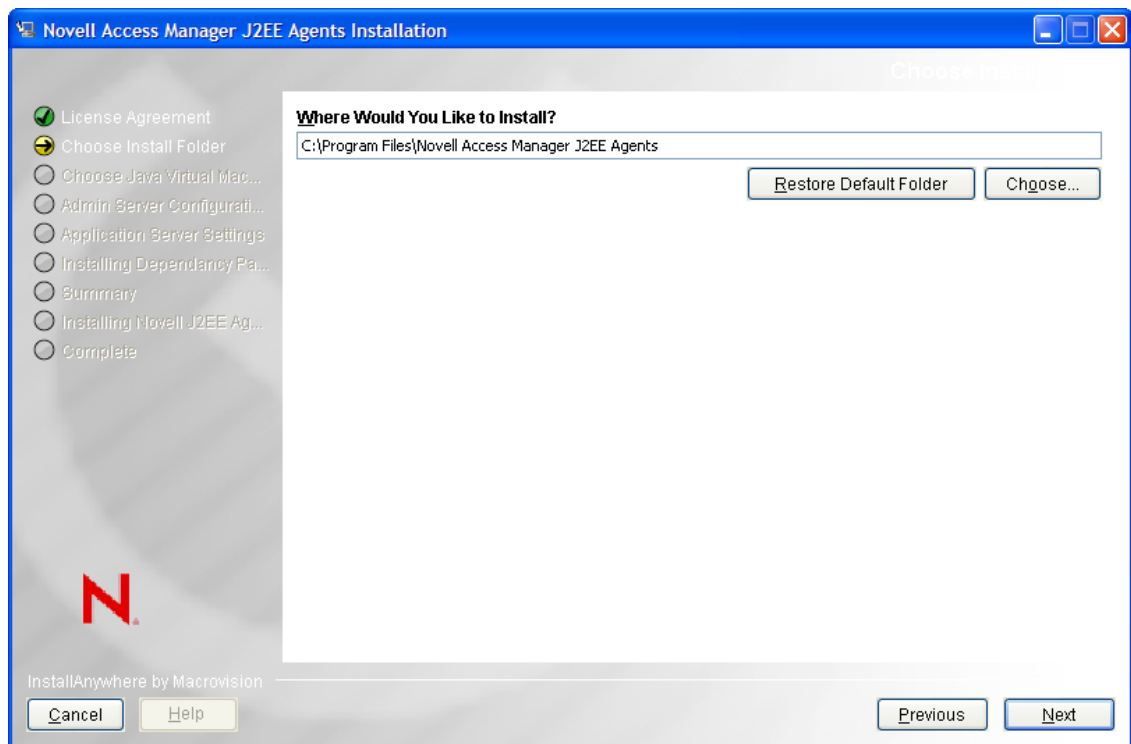 Novell Access Manager J2EE Agents Installation
Choose Install
License Agreement
Choose Install Folder
Choose Java Virtual Mac...
Admin Server Configurati...
Application Server Settings
Installing Dependancy Pa...
Summary
Installing Novell J2EE Ag...
Complete
Where Would You Like to Install?
C:\Program Files\Novell Access Manager J2EE Agents
Restore Default Folder
Choose...
N
InstallAnywhere by Macrovision
Cancel
Help
Previous
Next